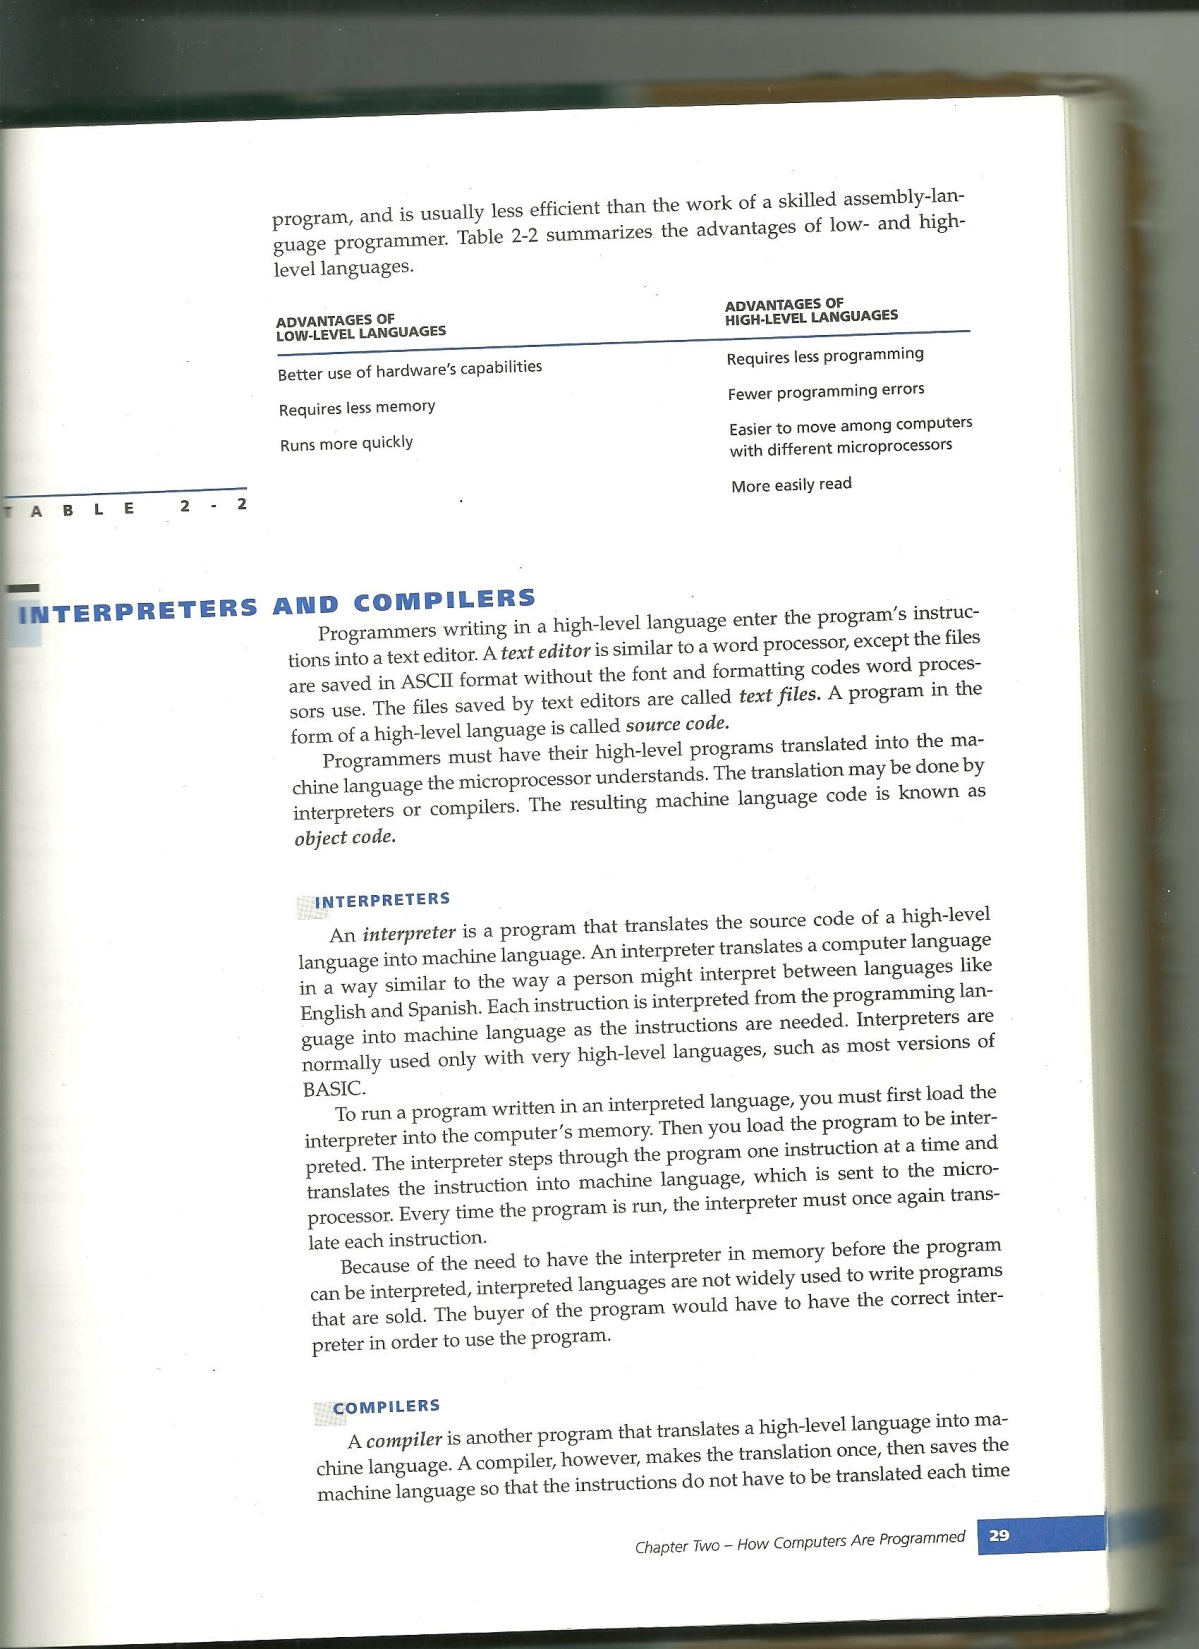 program, and is usually less efficient than the work of a skilled assembly-lan-
guage programmer. Table 2-2 summarizes the advantages of low- and high-
level languages.
ADVANTAGES OF
LOW-LEVEL LANGUAGES
Better use of hardware's capabilities
Requires less memory
Runs more quickly
ADVANTAGES OF
HIGH-LEVEL LANGUAGES
Requires less programming
Fewer programming errors
Easier to move among computers
with different microprocessors
More easily read
TABLE 2-2
INTERPRETERS AND COMPILERS
Programmers writing in a high-level language enter the program's instruc-
tions into a text editor. A text editor is similar to a word processor, except the files
are saved in ASCII format without the font and formatting codes word proces-
sors use. The files saved by text editors are called text files. A program in the
form of a high-level language is called source code.
Programmers must have their high-level programs translated into the ma-
chine language the microprocessor understands. The translation may be done by
interpreters or compilers. The resulting machine language code is known as
object code.
INTERPRETERS
An interpreter is a program that translates the source code of a high-level
language into machine language. An interpreter translates a computer language
in a way similar to the way a person might interpret between languages like
English and Spanish. Each instruction is interpreted from the programming lan-
guage into machine language as the instructions are needed. Interpreters are
normally used only with very high-level languages, such as most versions of
BASIC.
To run a program written in an interpreted language, you must first load the
interpreter into the computer's memory. Then you load the program to be inter-
preted. The interpreter steps through the program one instruction at a time and
translates the instruction into machine language, which is sent to the micro-
processor. Every time the program is run, the interpreter must once again trans-
late each instruction.
Because of the need to have the interpreter in memory before the program
can be interpreted, interpreted languages are not widely used to write programs
that are sold. The buyer of the program would have to have the correct inter-
preter in order to use the program.
COMPILERS
A compiler is another program that translates a high-level language into ma-
chine language. A compiler, however, makes the translation once, then saves the
machine language so that the instructions do not have to be translated each time
Chapter Two – How Computers Are Programmed 29